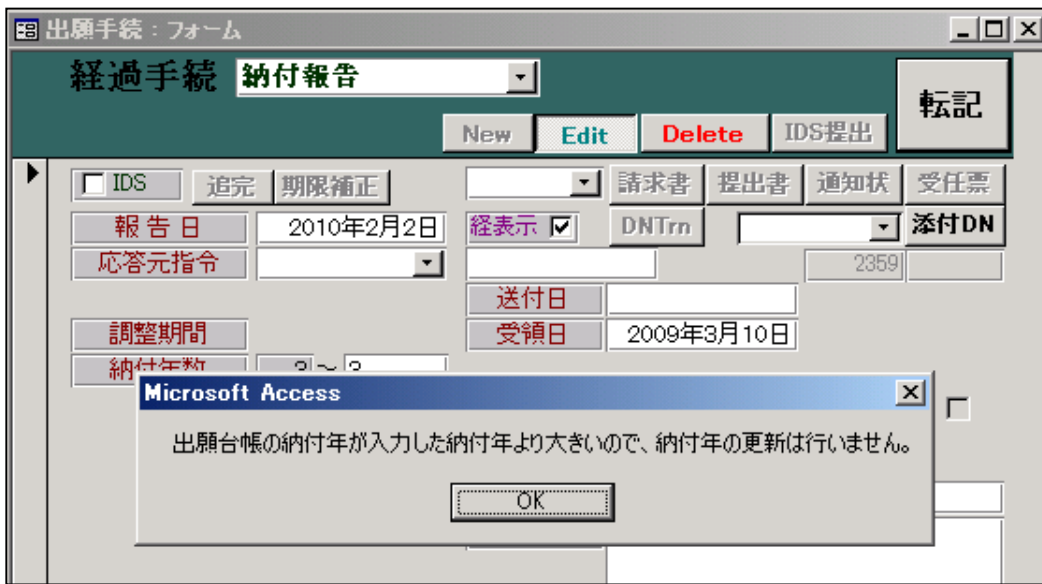 出願手続 : フォーム
経過手続 納付報告
転記
New Edit Delete IDS提出
IDS 追完 期限補正 請求書 提出書 通知状 受任票
報告日 2010年2月2日 経表示 DNTrn 添付DN
応答元指令 2359
送付日
調整期間 受領日 2009年3月10日
納付年数 3 ~ 3
Microsoft Access
出願台帳の納付年が入力した納付年より大きいので、納付年の更新は行いません。
OK